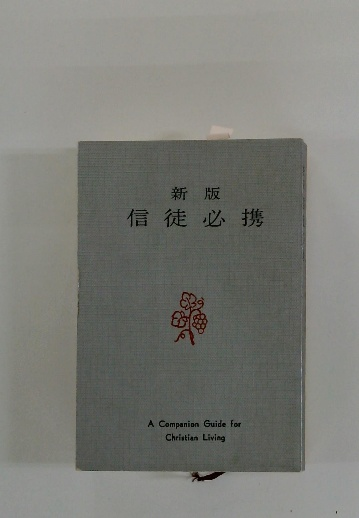 新版
信徒必携
A Companion Guide for
Christian Living